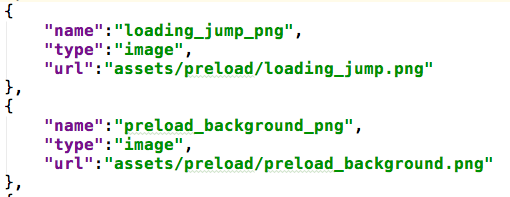 {
"name":"loading_jump_png",
"type":"image",
"url":"assets/preload/loading_jump.png"
},
{
"name":"preload_background_png",
"type":"image",
"url":"assets/preload/preload_background.png"
},